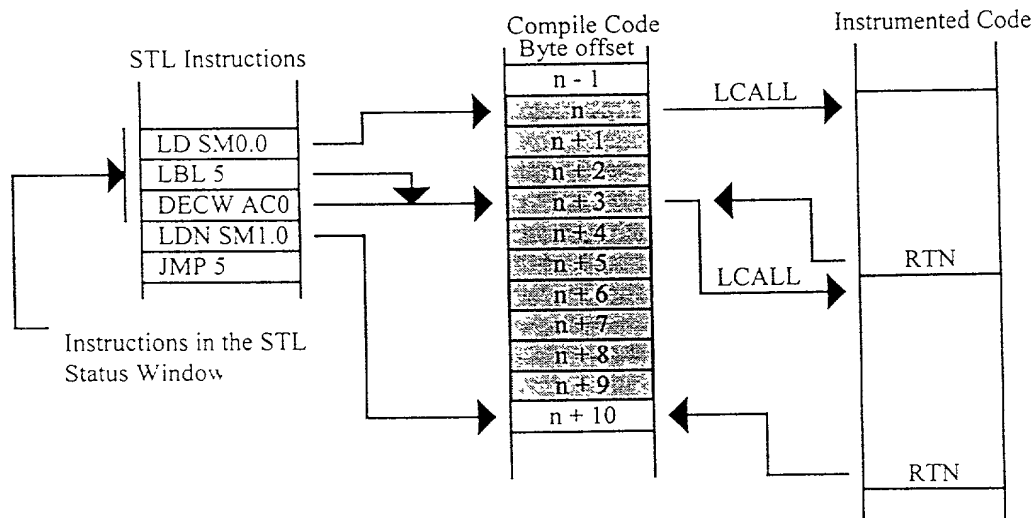 STL Instructions
LD SM0.0
LBL 5
DECW AC0
LDN SM1.0
JMP 5
Instructions in the STL
Status Window
Compile Code
Byte offset
n - 1
n
n + 1
n + 2
n + 3
n + 4
n + 5
n + 6
n + 7
n + 8
n + 9
n + 10
LCALL
LCALL
Instrumented Code
RTN
RTN